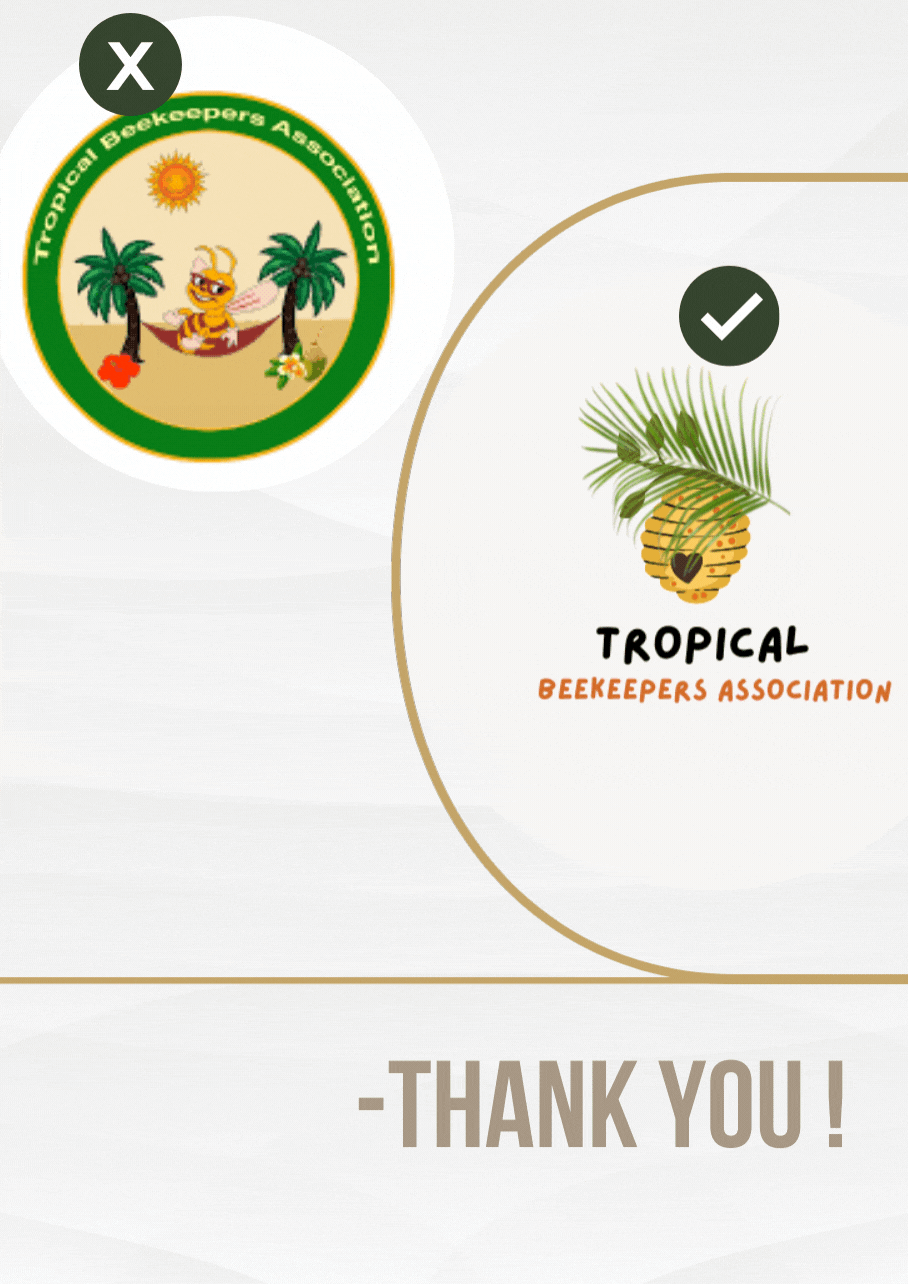 X
Tropical Beekeepers Association
TROPICAL
BEEKEEPERS ASSOCIATION
-THANK YOU !